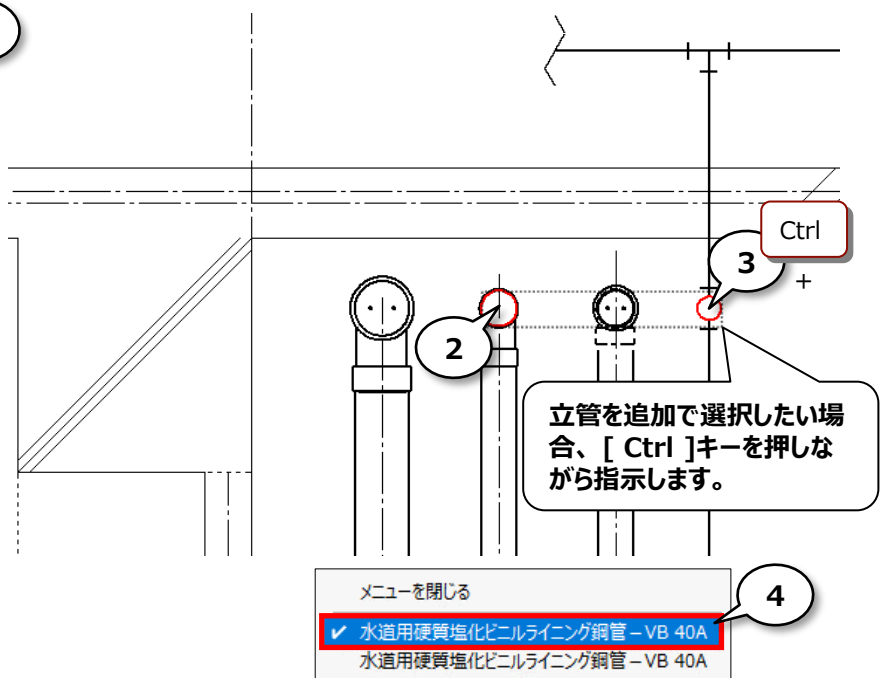 Ctrl
3
2
立管を追加で選択したい場
合、[ Ctrl ]キーを押しな
がら指示します。
メニューを閉じる
4
✔ 水道用硬質塩化ビニルライニング鋼管 – VB 40A
水道用硬質塩化ビニルライニング鋼管 – VB 40A